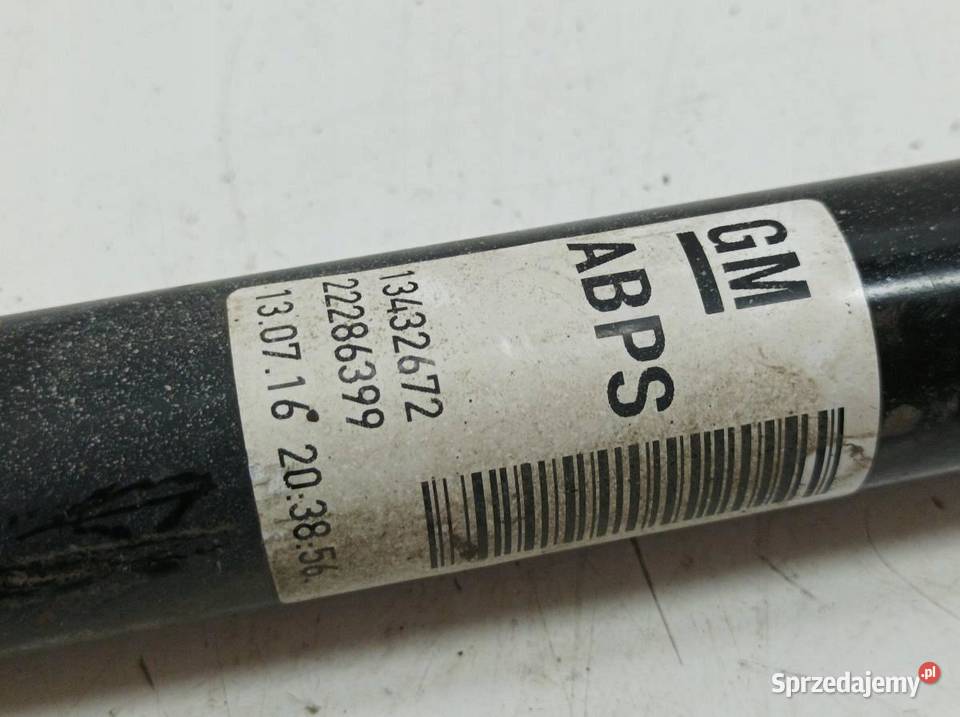 GM
ABPS
13432672
22286399
13.07.16 20:38:56
Sprzedajemy.pl